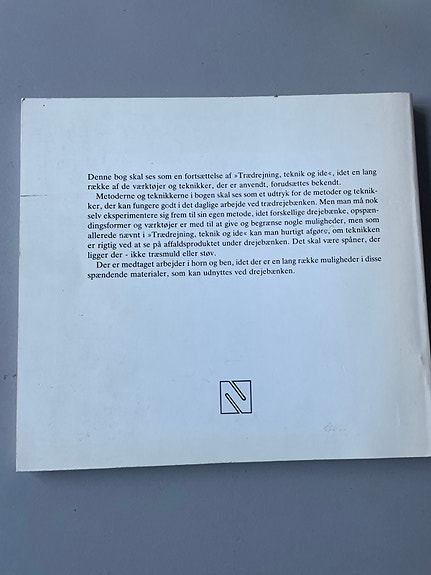 Denne bog skal ses som en fortsættelse af »Trædrejning, teknik og ide«, idet en lang
række af de værktøjer og teknikker, der er anvendt, forudsættes bekendt.
Metoderne og teknikkerne i bogen skal ses som et udtryk for de metoder og teknik-
ker, der kan fungere godt i det daglige arbejde ved trædrejebænken. Men man må nok
selv eksperimentere sig frem til sin egen metode, idet forskellige drejebænke, opspæn-
dingsformer og værktøjer er med til at give og begrænse nogle muligheder, men som
allerede nævnt i »Trædrejning, teknik og ide« kan man hurtigt afgøre, om teknikken
er rigtig ved at se på affaldsproduktet under drejebænken. Det skal være spåner, der
ligger der - ikke træsmuld eller støv.
Der er medtaget arbejder i horn og ben, idet der er en lang række muligheder i disse
spændende materialer, som kan udnyttes ved drejebænken.